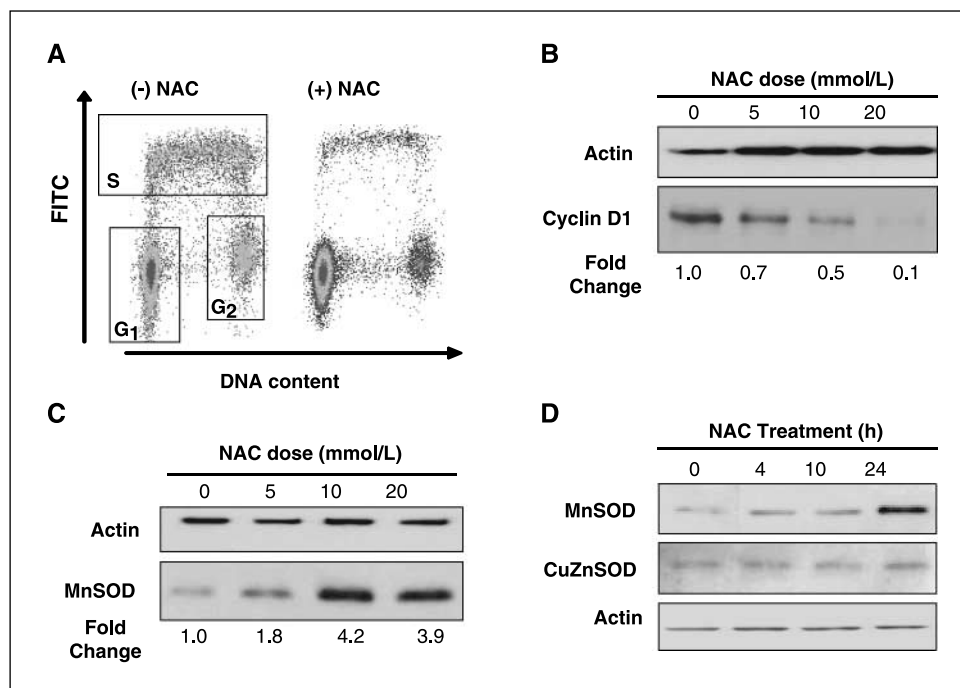 A
(-) NAC
(+) NAC
FITC
S
G1
G2
DNA content
B
NAC dose (mmol/L)
0 5 10 20
Actin
Cyclin D1
Fold Change 1.0 0.7 0.5 0.1
C
NAC dose (mmol/L)
0 5 10 20
Actin
MnSOD
Fold Change 1.0 1.8 4.2 3.9
D
NAC Treatment (h)
0 4 10 24
MnSOD
CuZnSOD
Actin